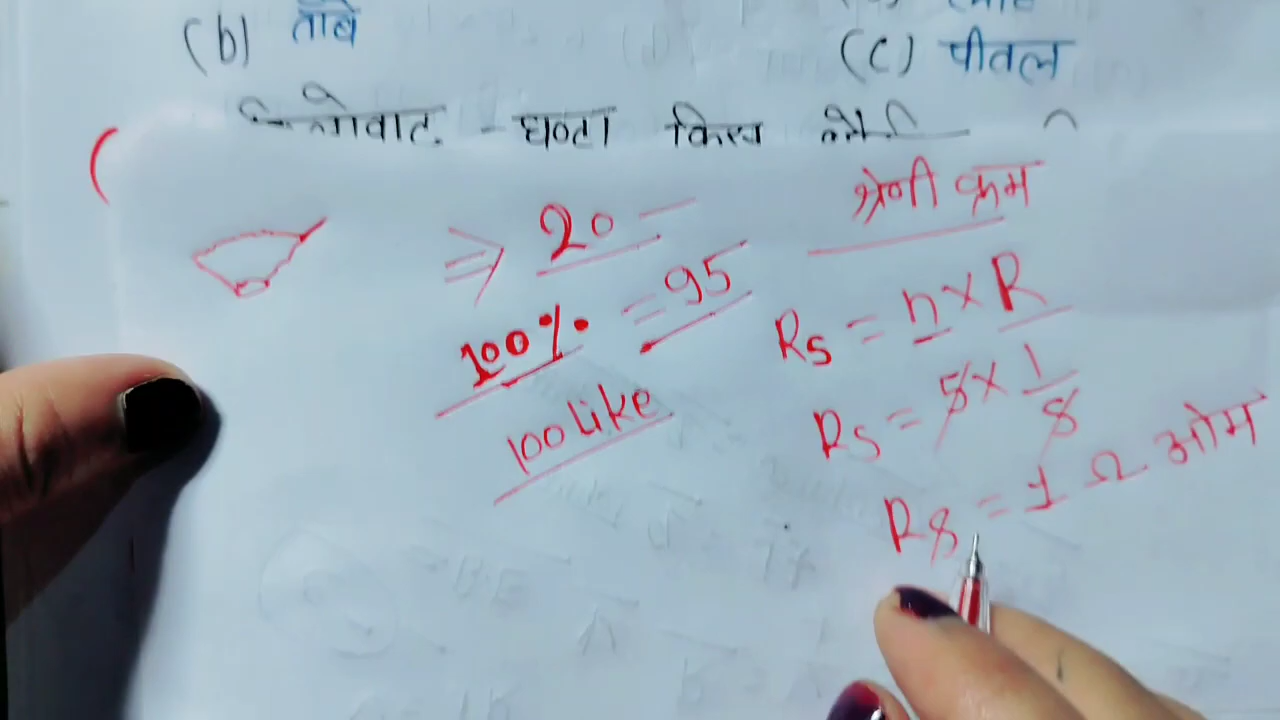 (b) ताँबे
(c) पीतल
घण्टा किस
श्रेणी क्रम
⇒ 20 =
100% = 95
100 like
Rs = n × R
Rs = 5 × 1/5
Rs = 1 Ω ओम